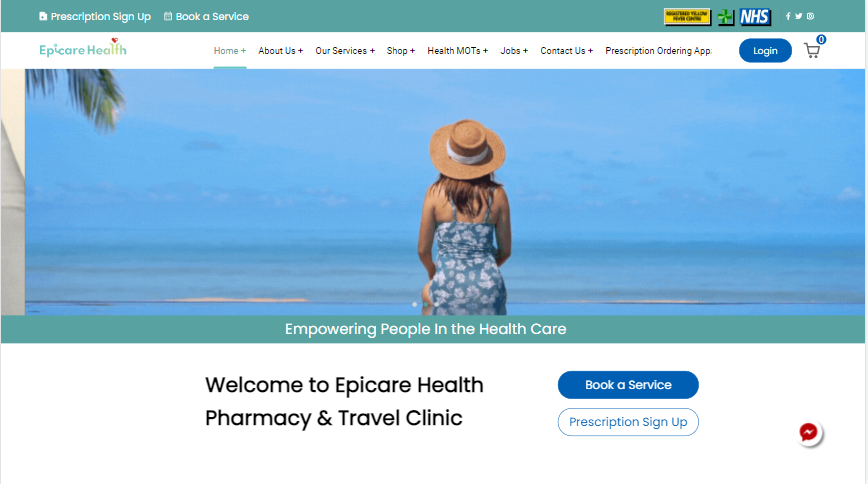 Prescription Sign Up Book a Service
REGISTERED YELLOW
FEVER CENTRE
NHS
Epicare Health
Home + About Us + Our Services + Shop + Health MOTs + Jobs + Contact Us + Prescription Ordering App
Login
0
Empowering People In the Health Care
Welcome to Epicare Health
Pharmacy & Travel Clinic
Book a Service
Prescription Sign Up